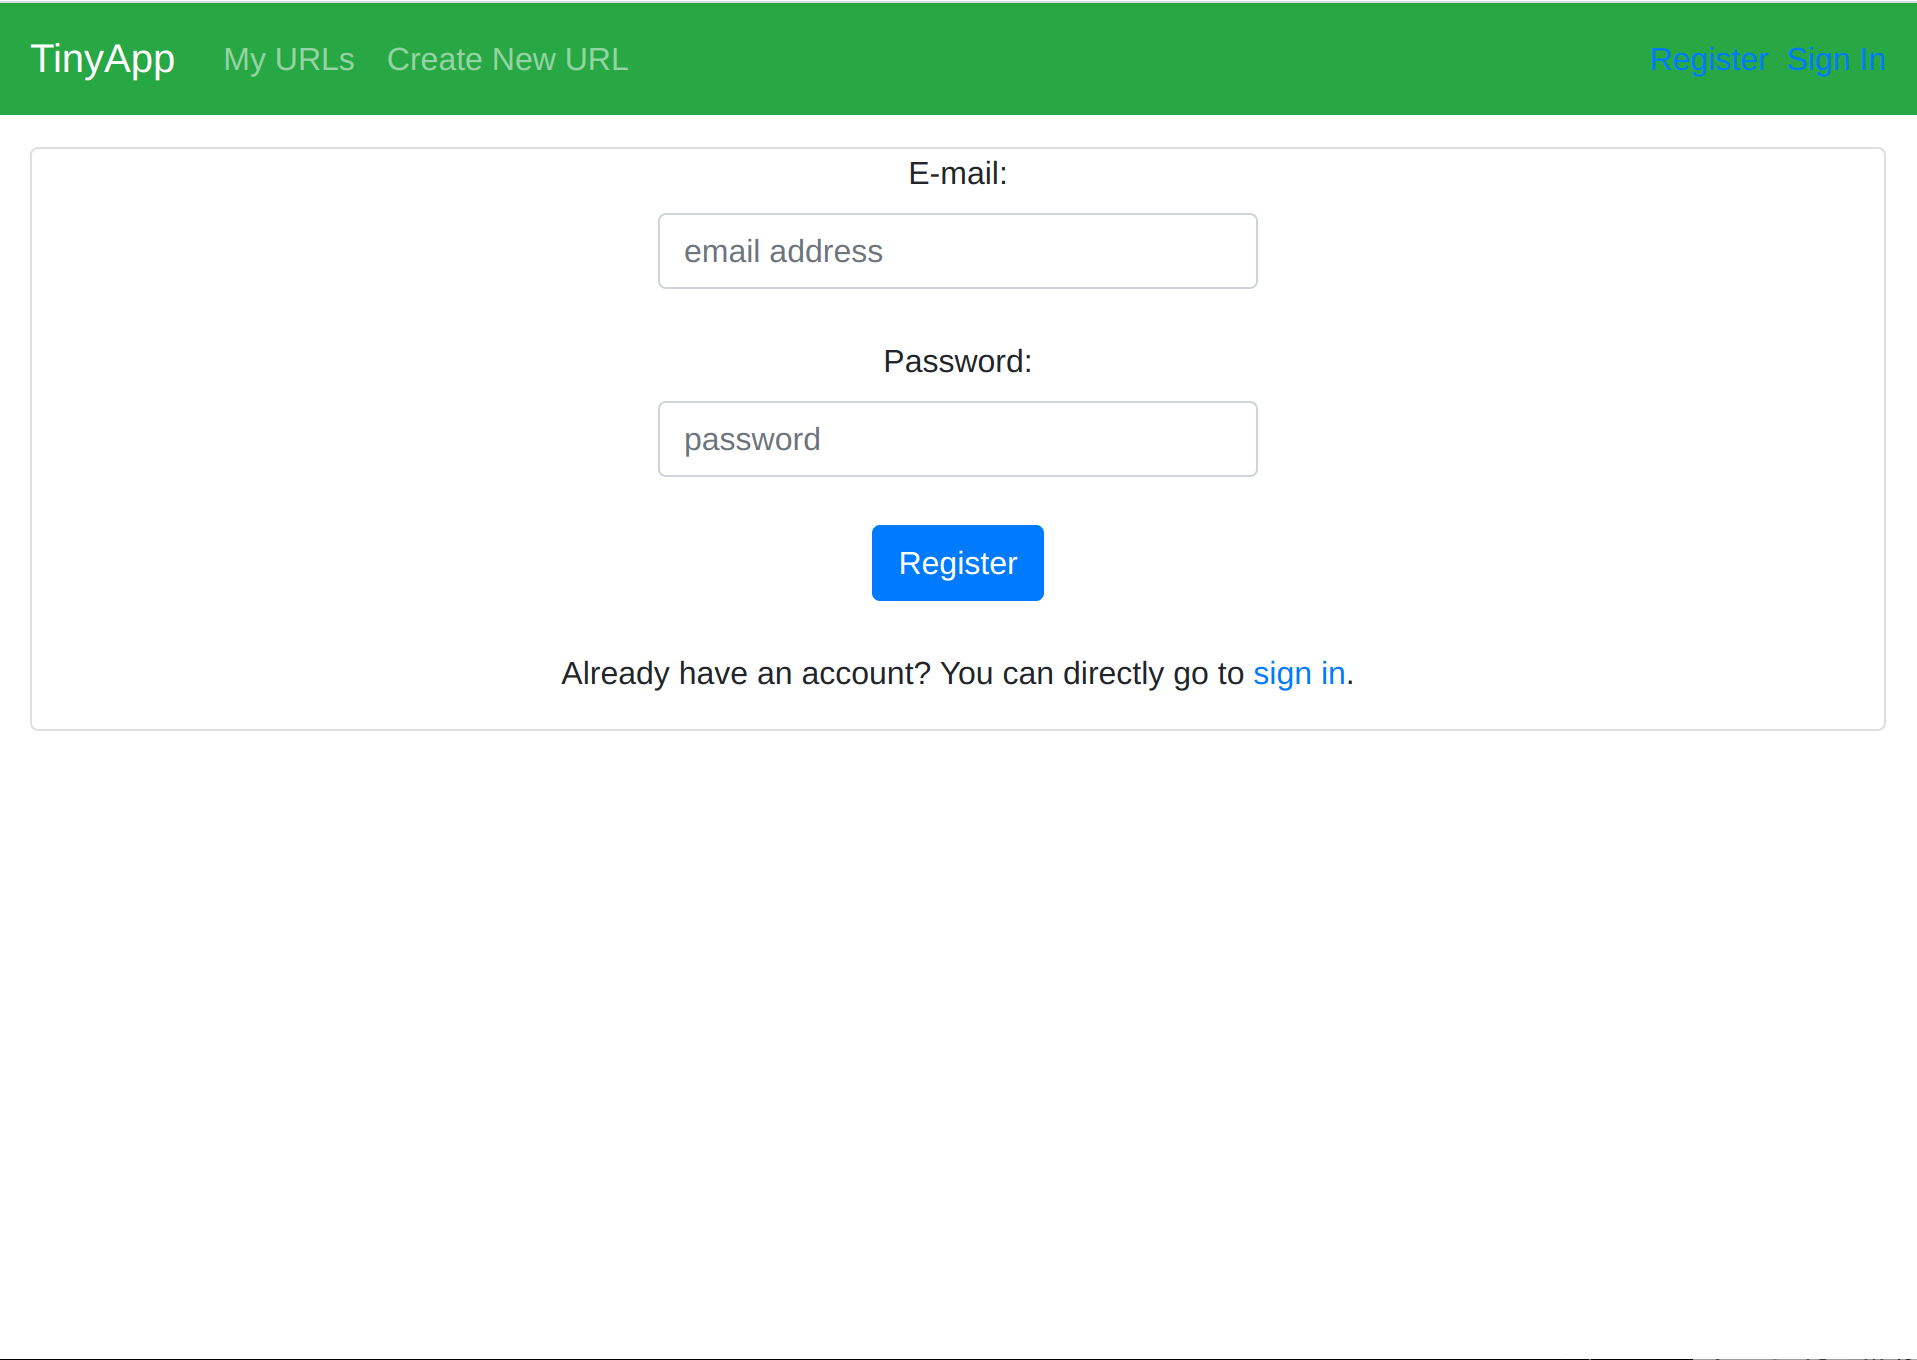 TinyApp My URLs Create New URL Register Sign In
E-mail:
email address
Password:
password
Register
Already have an account? You can directly go to sign in.